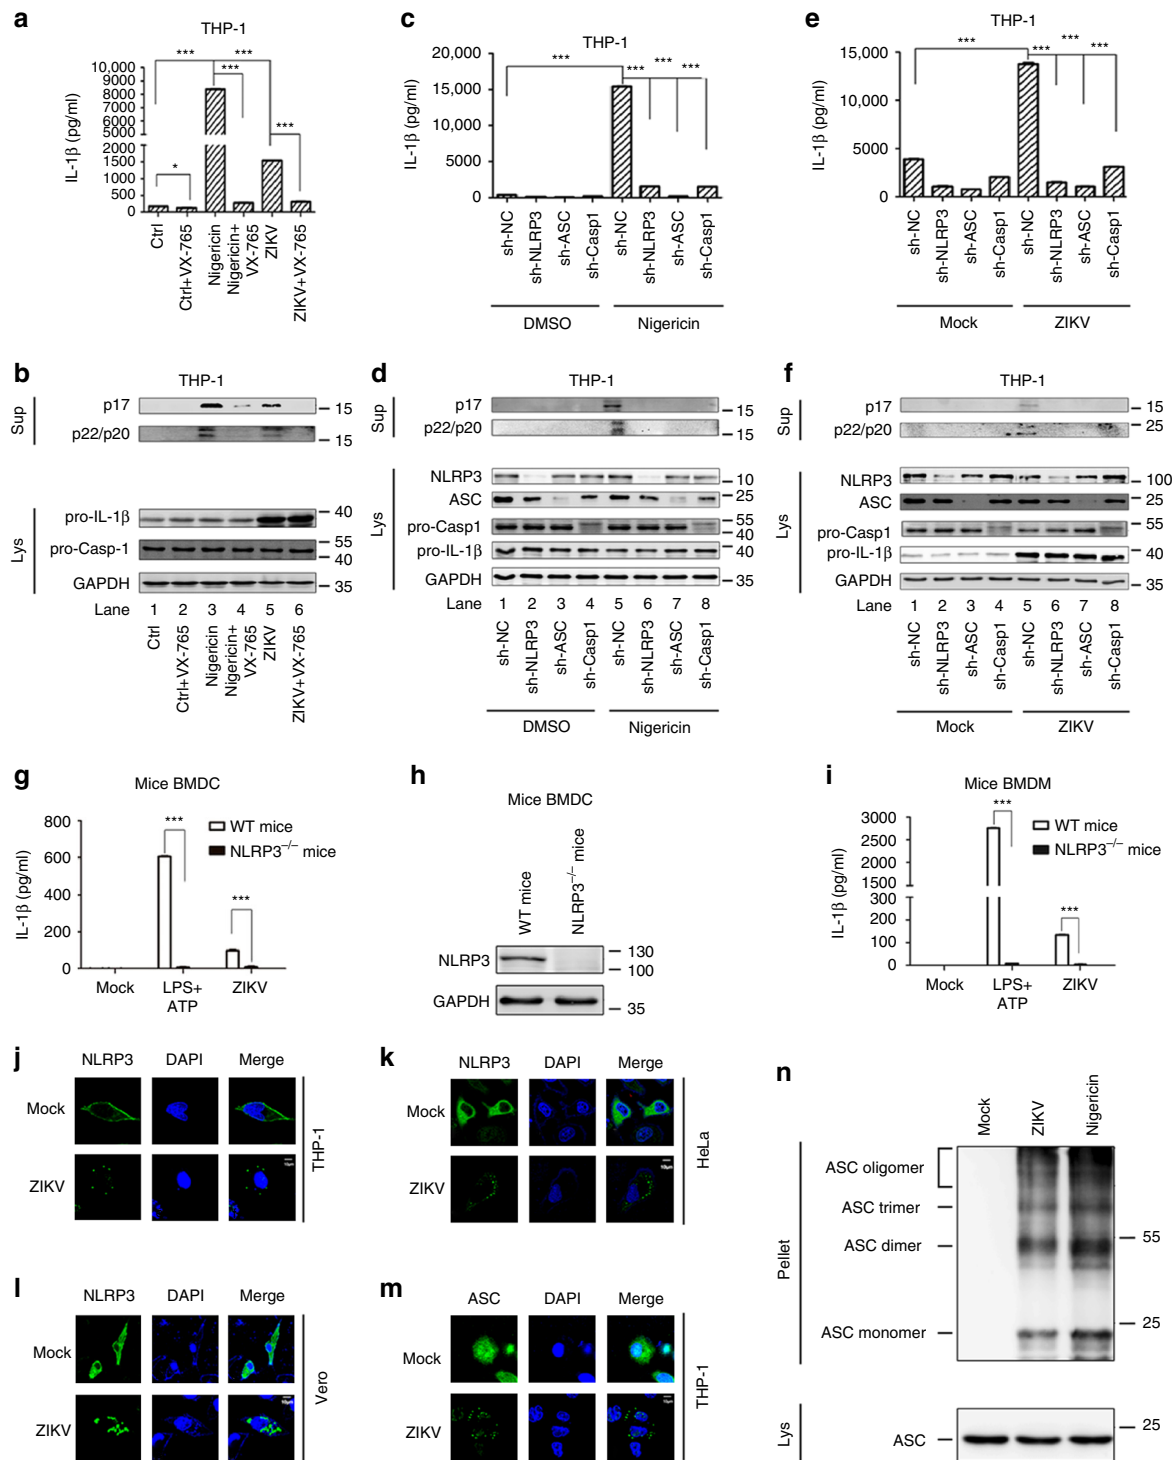 a
THP-1
IL-1β (pg/ml)
10,000
9000
8000
7000
6000
5000
2000
1500
1000
500
0
*** *** *** *** *
Ctrl
Ctrl+VX-765
Nigericin
Nigericin+
VX-765
ZIKV
ZIKV+VX-765
c
THP-1
IL-1β (pg/ml)
20,000
15,000
10,000
5000
0
*** *** *** ***
sh-NC
sh-NLRP3
sh-ASC
sh-Casp1
sh-NC
sh-NLRP3
sh-ASC
sh-Casp1
DMSO
Nigericin
e
THP-1
IL-1β (pg/ml)
15,000
10,000
5000
0
*** *** *** ***
sh-NC
sh-NLRP3
sh-ASC
sh-Casp1
sh-NC
sh-NLRP3
sh-ASC
sh-Casp1
Mock
ZIKV
b
THP-1
Sup
p17
15
p22/p20
15
Lys
pro-IL-1β
40
pro-Casp-1
55
40
GAPDH
35
Lane 1 2 3 4 5 6
Ctrl
Ctrl+VX-765
Nigericin
Nigericin+
VX-765
ZIKV
ZIKV+VX-765
d
THP-1
Sup
p17
15
p22/p20
15
Lys
NLRP3
10
ASC
25
pro-Casp1
55
40
pro-IL-1β
40
GAPDH
35
Lane 1 2 3 4 5 6 7 8
sh-NC
sh-NLRP3
sh-ASC
sh-Casp1
sh-NC
sh-NLRP3
sh-ASC
sh-Casp1
DMSO
Nigericin
f
THP-1
Sup
p17
15
p22/p20
25
15
Lys
NLRP3
100
ASC
25
pro-Casp1
55
pro-IL-1β
40
GAPDH
35
Lane 1 2 3 4 5 6 7 8
sh-NC
sh-NLRP3
sh-ASC
sh-Casp1
sh-NC
sh-NLRP3
sh-ASC
sh-Casp1
Mock
ZIKV
g
Mice BMDC
IL-1β (pg/ml)
800
600
400
200
0
*** ***
WT mice
NLRP3−/− mice
Mock
LPS+
ATP
ZIKV
h
Mice BMDC
WT mice
NLRP3−/− mice
NLRP3
130
100
GAPDH
35
i
Mice BMDM
IL-1β (pg/ml)
3000
2500
2000
1500
300
200
100
0
*** ***
WT mice
NLRP3−/− mice
Mock
LPS+
ATP
ZIKV
j
NLRP3 DAPI Merge
Mock
ZIKV
10μm
THP-1
k
NLRP3 DAPI Merge
Mock
ZIKV
10μm
HeLa
l
NLRP3 DAPI Merge
Mock
ZIKV
10μm
Vero
m
ASC DAPI Merge
Mock
ZIKV
10μm
THP-1
n
Mock
ZIKV
Nigericin
Pellet
ASC oligomer
ASC trimer
ASC dimer
ASC monomer
55
25
Lys
ASC
25